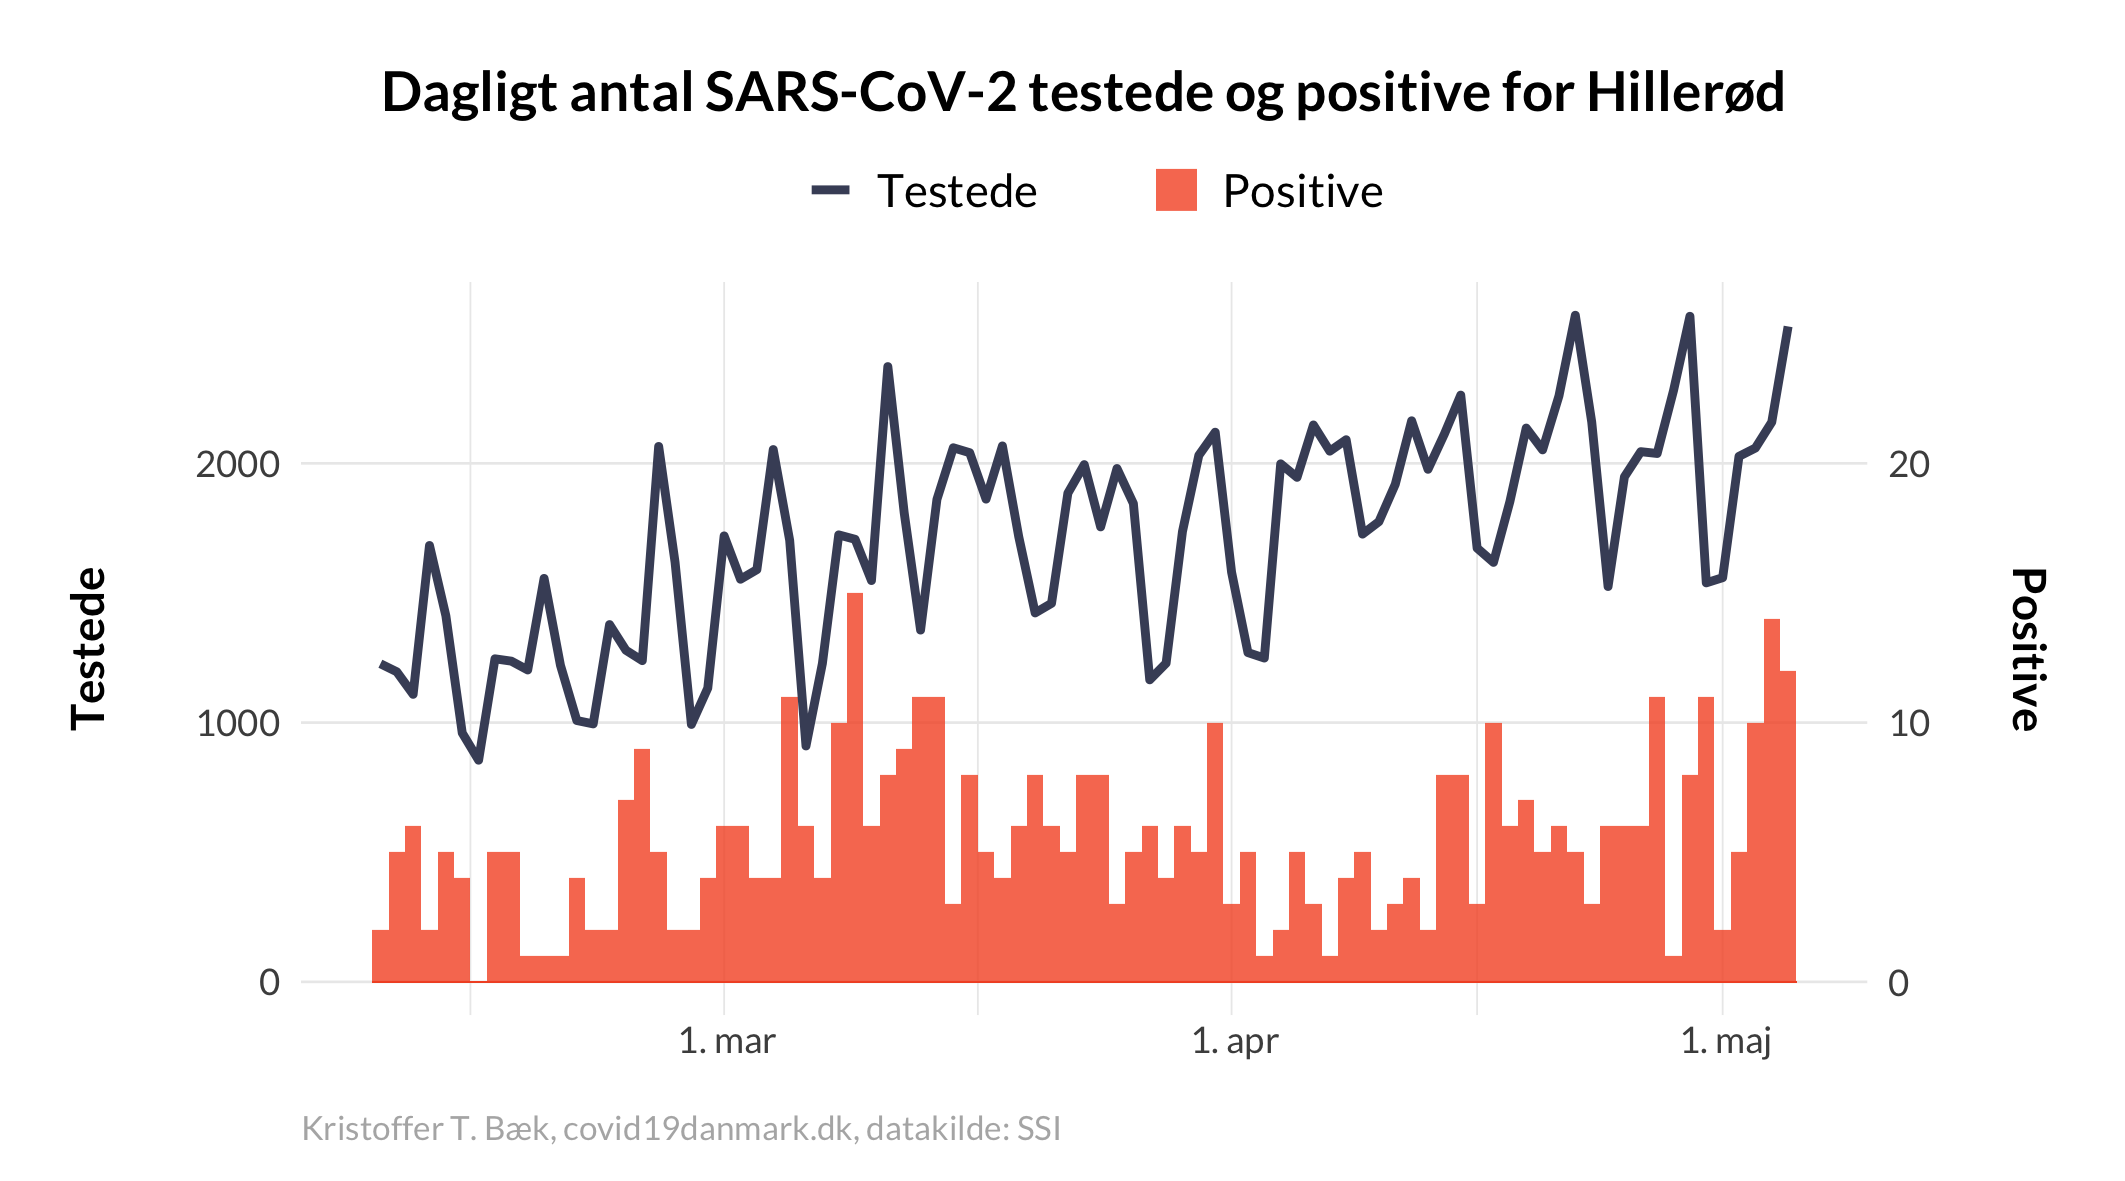 Dagligt antal SARS-CoV-2 testede og positive for Hillerød
Testede
Positive
2000
1000
0
20
10
0
Testede
Positive
1. mar
1. apr
1. maj
Kristoffer T. Bæk, covid19danmark.dk, datakilde: SSI